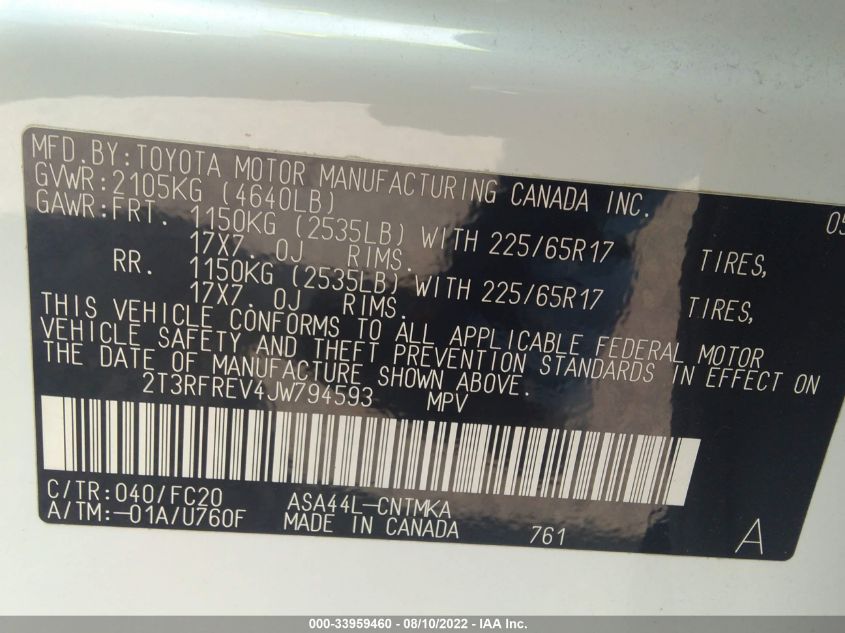 MFD.BY:TOYOTA MOTOR MANUFACTURING CANADA INC. 05
GVWR:2105KG (4640LB)
GAWR:FRT. 1150KG (2535LB) WITH 225/65R17 TIRES,
17X7. 0J RIMS.
RR. 1150KG (2535LB) WITH 225/65R17 TIRES,
17X7. 0J RIMS.
THIS VEHICLE CONFORMS TO ALL APPLICABLE FEDERAL MOTOR
VEHICLE SAFETY AND THEFT PREVENTION STANDARDS IN EFFECT ON
THE DATE OF MANUFACTURE SHOWN ABOVE.
2T3RFREV4JW794593 MPV
C/TR:040/FC20 ASA44L-CNTMKA
A/TM:-01A/U760F MADE IN CANADA 761 A
000-33959460 - 08/10/2022 - IAA Inc.